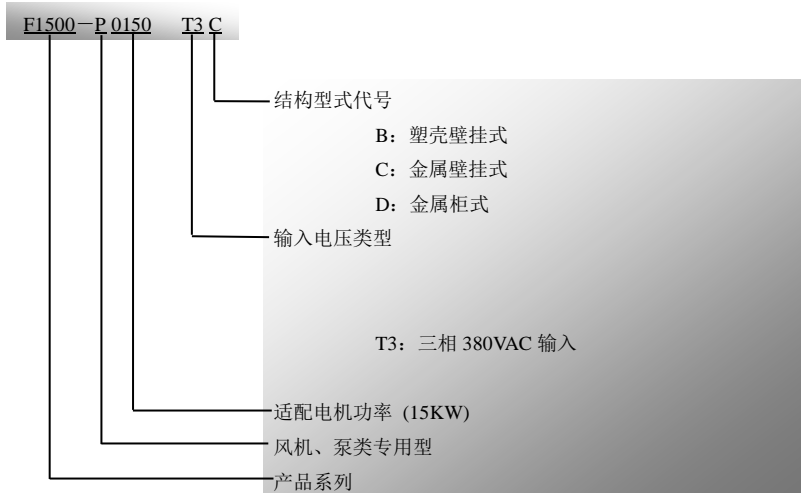 F1500－P 0150 T3 C
结构型式代号
B：塑壳壁挂式
C：金属壁挂式
D：金属柜式
输入电压类型
T3：三相 380VAC 输入
适配电机功率 (15KW)
风机、泵类专用型
产品系列